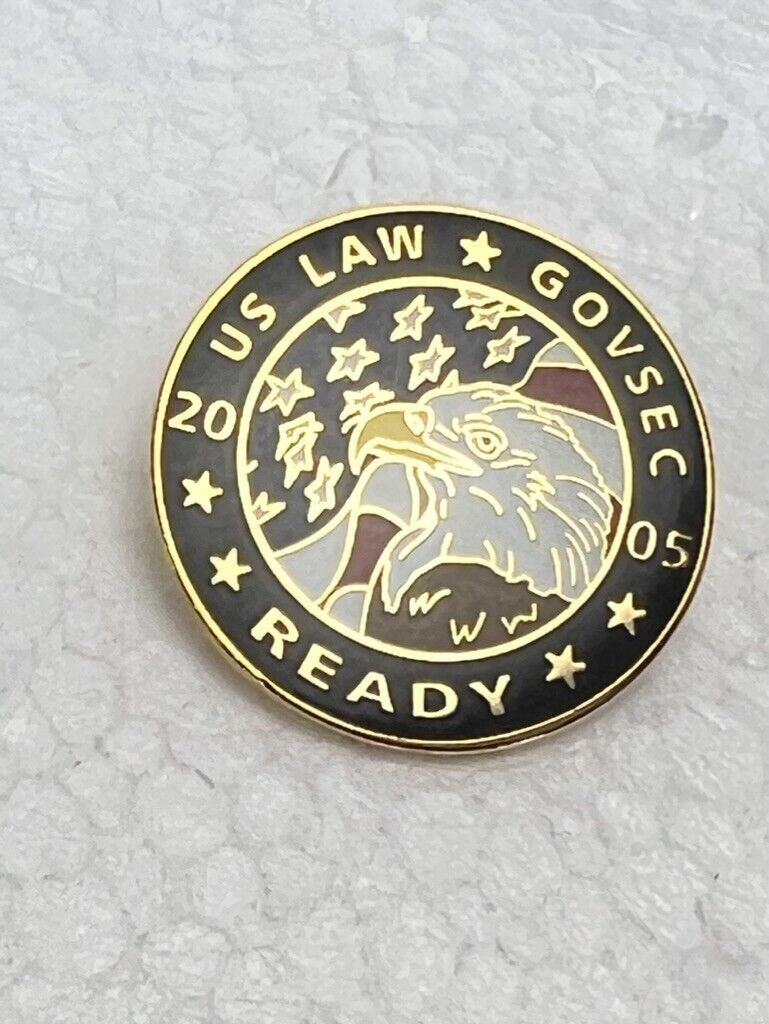 US LAW ★ GOVSEC
20 05
★ ★ READY ★ ★